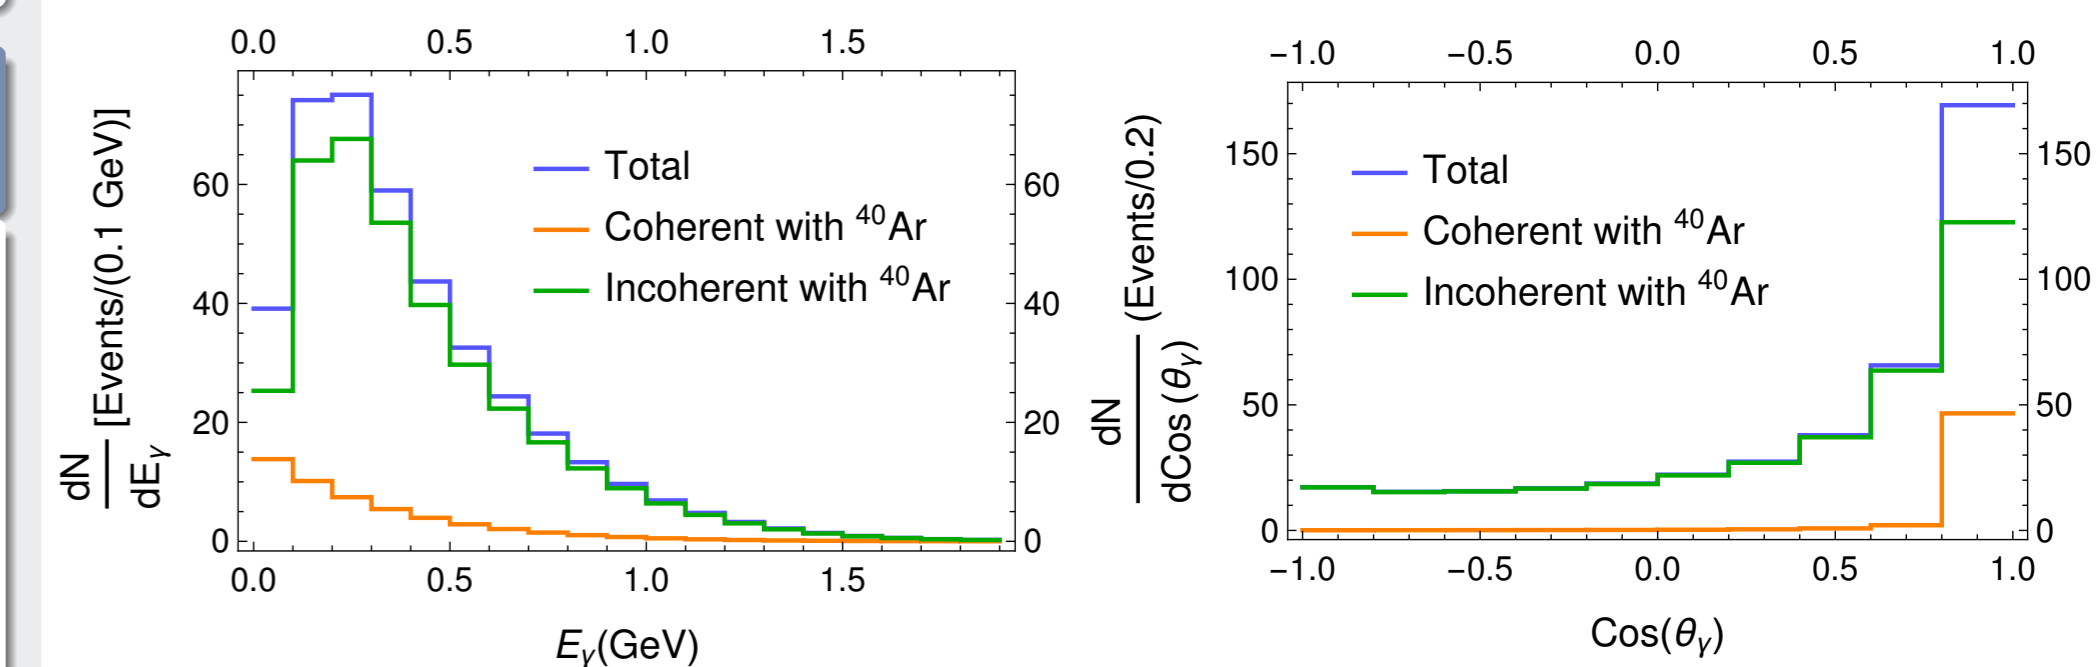 0.0 0.5 1.0 1.5
dN/dE_γ [Events/(0.1 GeV)]
60
40
20
0
Total
Coherent with ⁴⁰Ar
Incoherent with ⁴⁰Ar
60
40
20
0
0.0 0.5 1.0 1.5
E_γ(GeV)
−1.0 −0.5 0.0 0.5 1.0
dN/dCos(θ_γ) (Events/0.2)
150
100
50
0
Total
Coherent with ⁴⁰Ar
Incoherent with ⁴⁰Ar
150
100
50
0
−1.0 −0.5 0.0 0.5 1.0
Cos(θ_γ)